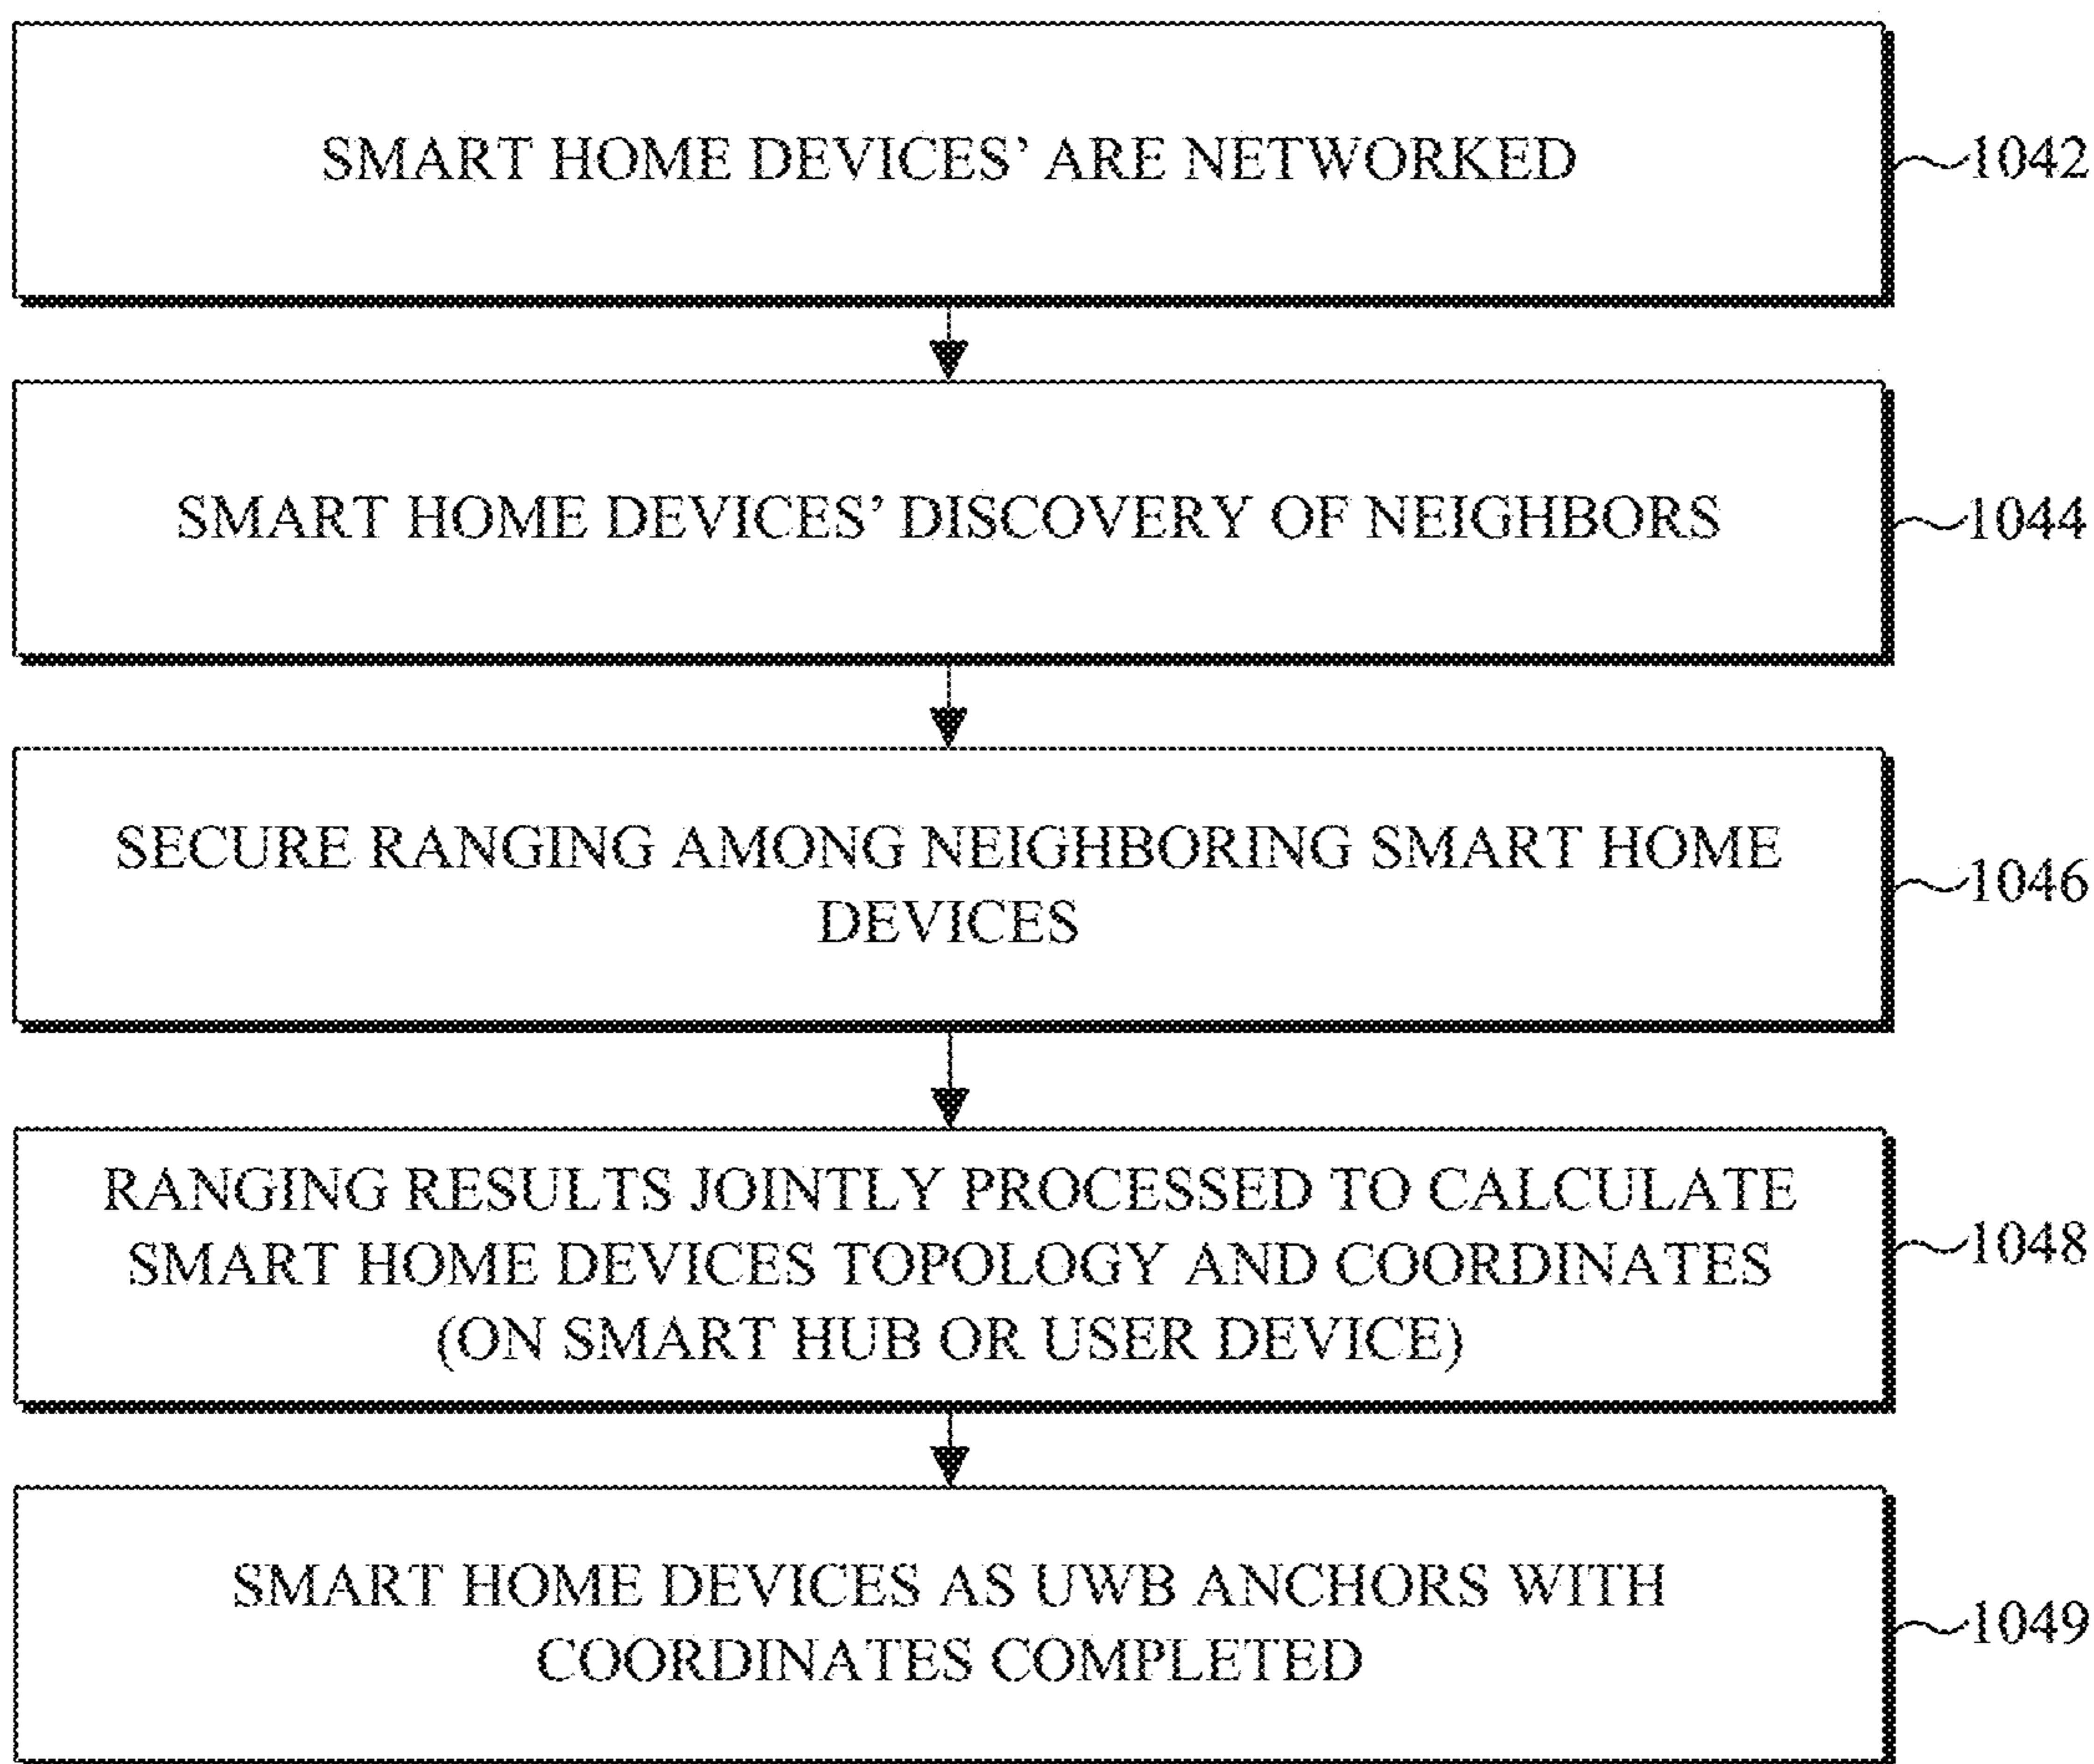 SMART HOME DEVICES’ ARE NETWORKED
1042
SMART HOME DEVICES’ DISCOVERY OF NEIGHBORS
1044
SECURE RANGING AMONG NEIGHBORING SMART HOME
DEVICES
1046
RANGING RESULTS JOINTLY PROCESSED TO CALCULATE
SMART HOME DEVICES TOPOLOGY AND COORDINATES
(ON SMART HUB OR USER DEVICE)
1048
SMART HOME DEVICES AS UWB ANCHORS WITH
COORDINATES COMPLETED
1049